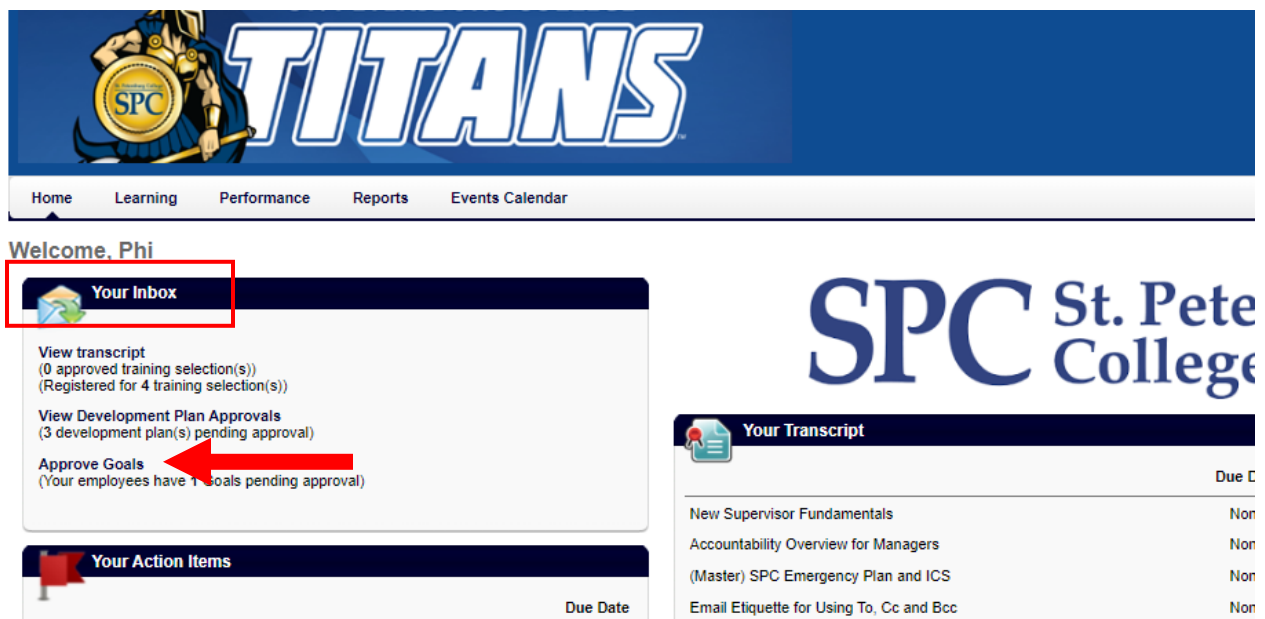 TITANS
St. Petersburg College
SPC
Home Learning Performance Reports Events Calendar
Welcome, Phi
Your Inbox
View transcript
(0 approved training selection(s))
(Registered for 4 training selection(s))
View Development Plan Approvals
(3 development plan(s) pending approval)
Approve Goals
(Your employees have 1 Goals pending approval)
Your Action Items
Due Date
SPC St. Pete
College
Your Transcript
Due D
New Supervisor Fundamentals Non
Accountability Overview for Managers Non
(Master) SPC Emergency Plan and ICS Non
Email Etiquette for Using To, Cc and Bcc Non